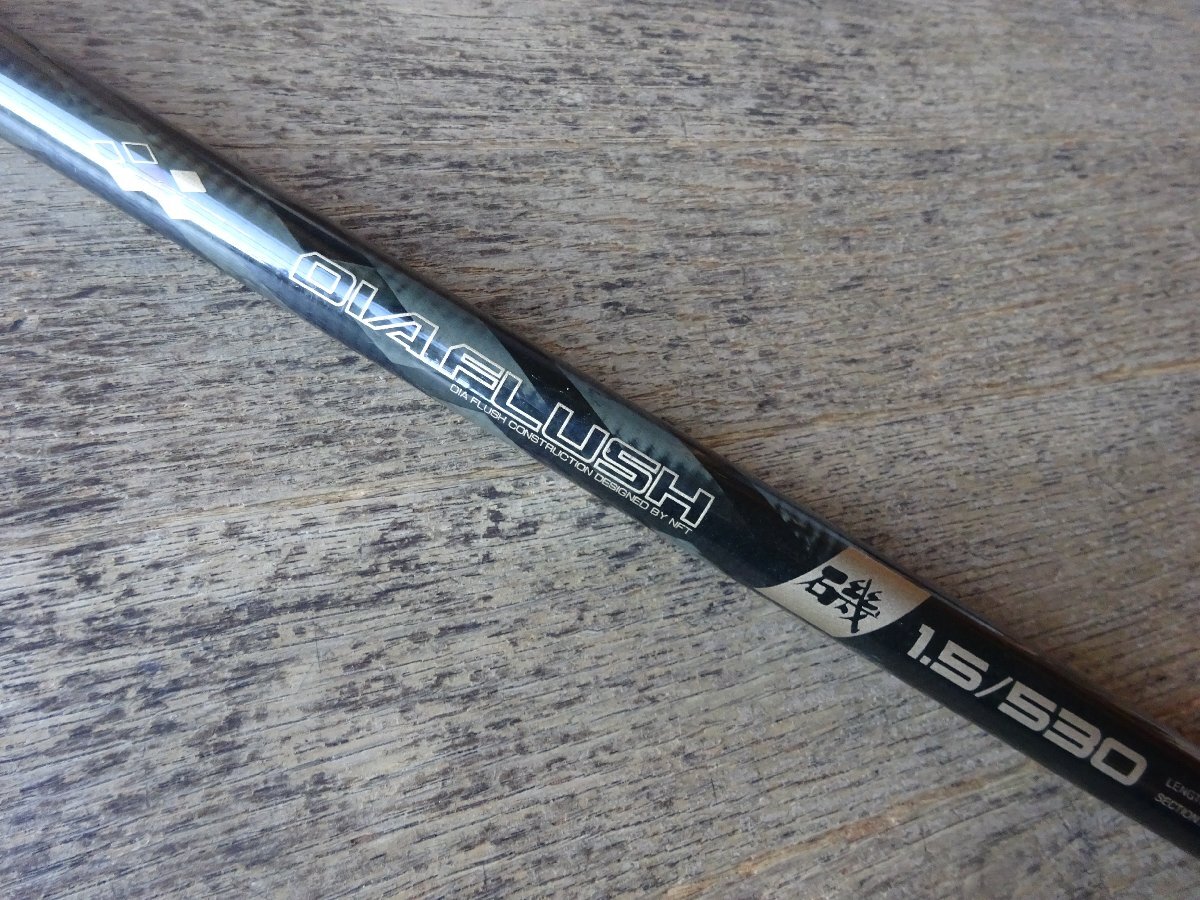 DIAFLUSH
DIA FLUSH CONSTRUCTION DESIGNED BY NFT
磯
1.5/530